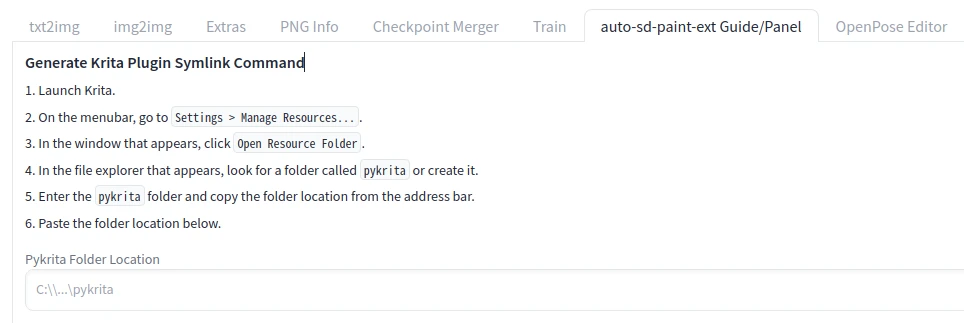 txt2img img2img Extras PNG Info Checkpoint Merger Train auto-sd-paint-ext Guide/Panel OpenPose Editor
Generate Krita Plugin Symlink Command
1. Launch Krita.
2. On the menubar, go to Settings > Manage Resources... .
3. In the window that appears, click Open Resource Folder .
4. In the file explorer that appears, look for a folder called pykrita or create it.
5. Enter the pykrita folder and copy the folder location from the address bar.
6. Paste the folder location below.
Pykrita Folder Location
C:\\...\pykrita